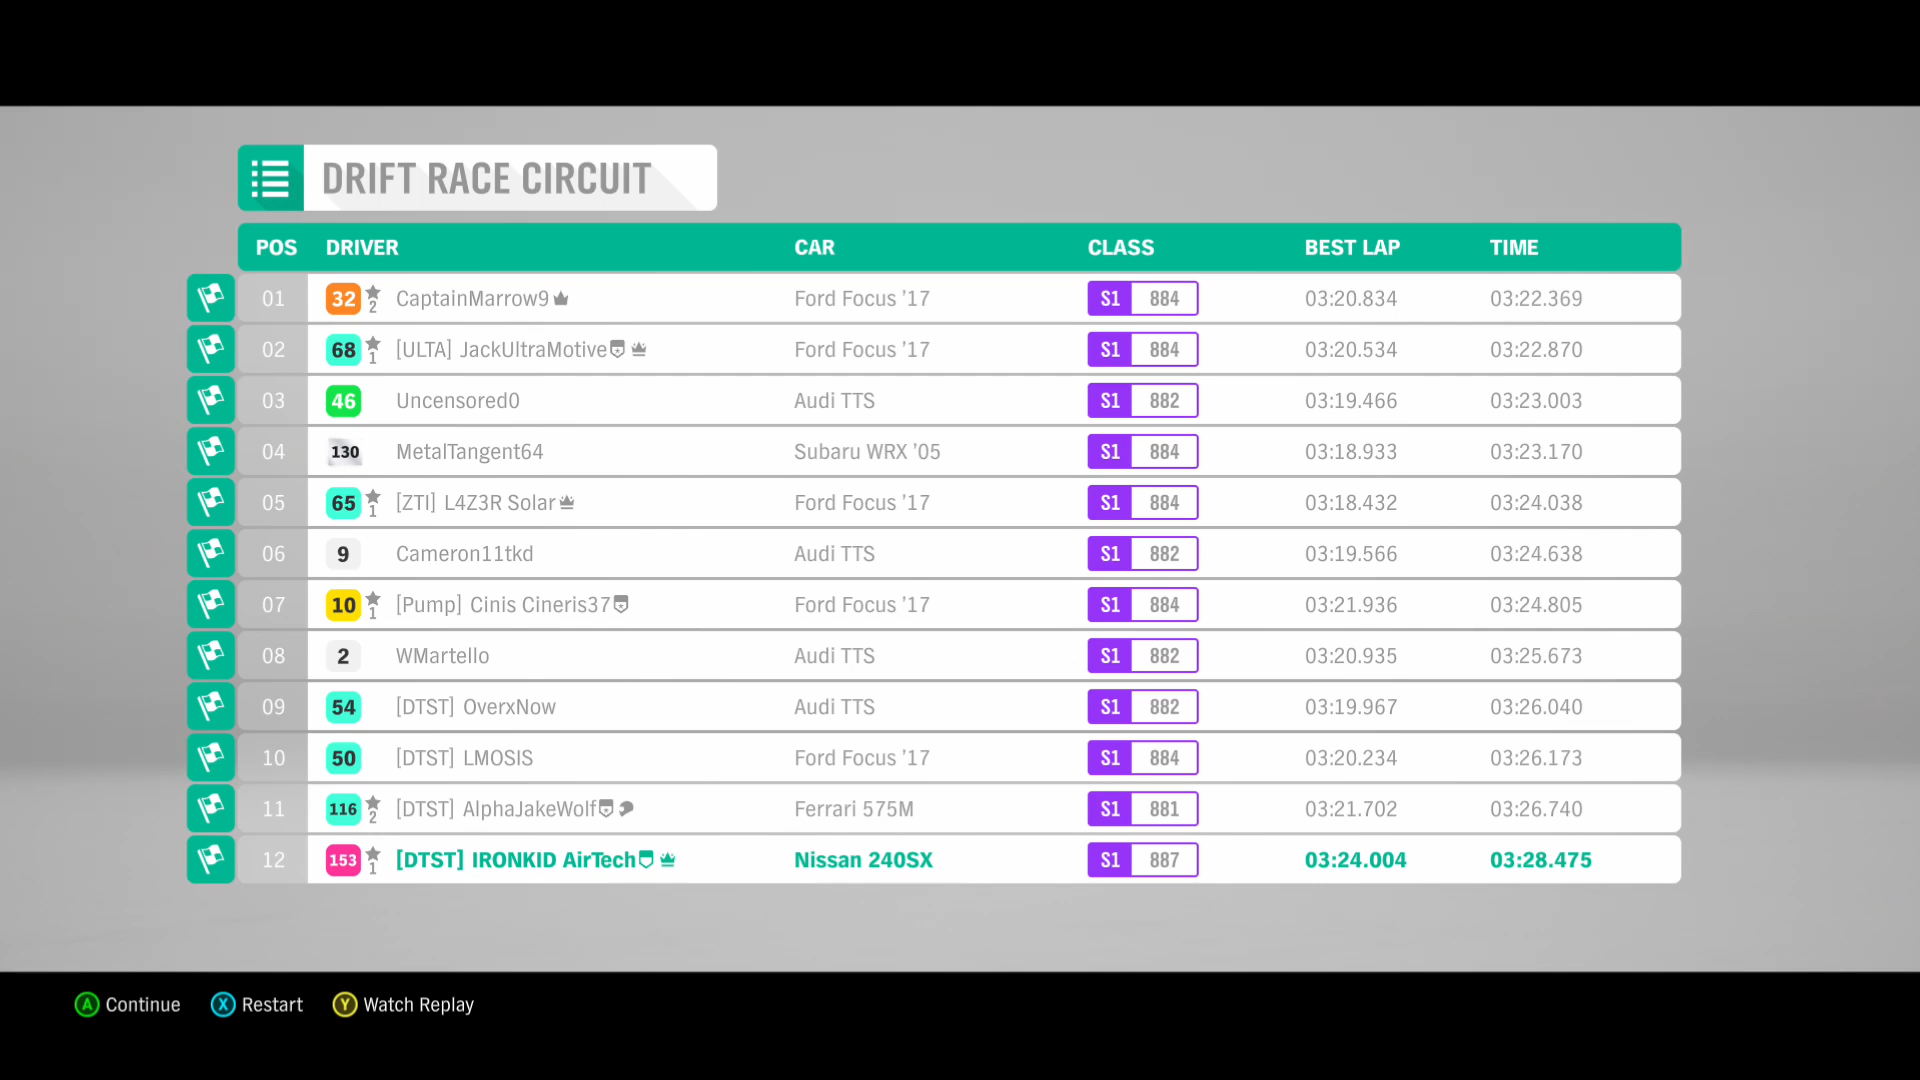 DRIFT RACE CIRCUIT
POS DRIVER CAR CLASS BEST LAP TIME
01 32 2 CaptainMarrow9 Ford Focus '17 S1 884 03:20.834 03:22.369
02 68 1 [ULTA] JackUltraMotive Ford Focus '17 S1 884 03:20.534 03:22.870
03 46 Uncensored0 Audi TTS S1 882 03:19.466 03:23.003
04 130 MetalTangent64 Subaru WRX '05 S1 884 03:18.933 03:23.170
05 65 1 [ZTI] L4Z3R Solar Ford Focus '17 S1 884 03:18.432 03:24.038
06 9 Cameron11tkd Audi TTS S1 882 03:19.566 03:24.638
07 10 1 [Pump] Cinis Cineris37 Ford Focus '17 S1 884 03:21.936 03:24.805
08 2 WMartello Audi TTS S1 882 03:20.935 03:25.673
09 54 [DTST] OverxNow Audi TTS S1 882 03:19.967 03:26.040
10 50 [DTST] LMOSIS Ford Focus '17 S1 884 03:20.234 03:26.173
11 116 2 [DTST] AlphaJakeWolf Ferrari 575M S1 881 03:21.702 03:26.740
12 153 1 [DTST] IRONKID AirTech Nissan 240SX S1 887 03:24.004 03:28.475
A Continue X Restart Y Watch Replay